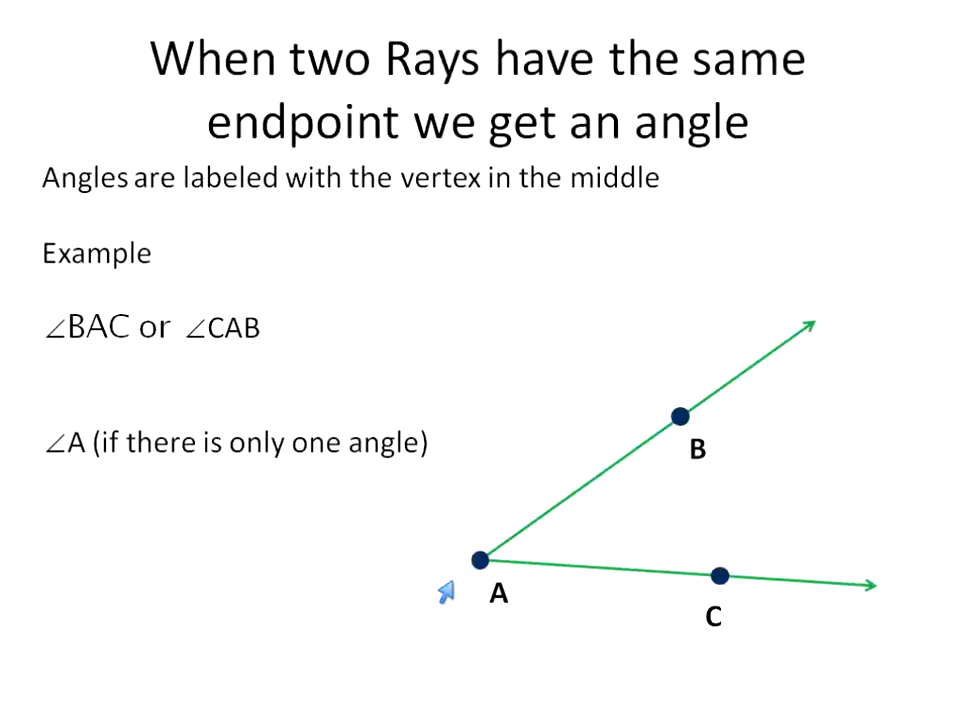 When two Rays have the same
endpoint we get an angle
Angles are labeled with the vertex in the middle
Example
∠BAC or ∠CAB
∠A (if there is only one angle)
B
A
C